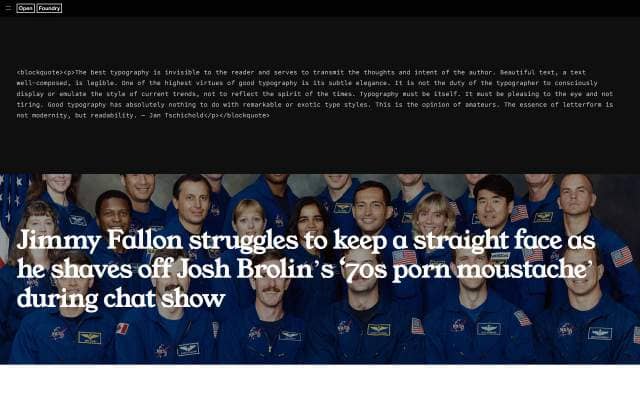 Open Foundry
<blockquote><p>The best typography is invisible to the reader and serves to transmit the thoughts and intent of the author. Beautiful text, a text
well-composed, is legible. One of the highest virtues of good typography is its subtle elegance. It is not the duty of the typographer to consciously
display or emulate the style of current trends, not to reflect the spirit of the times. Typography must be itself. It must be pleasing to the eye and not
tiring. Good typography has absolutely nothing to do with remarkable or exotic type styles. This is the opinion of amateurs. The essence of letterform is
not modernity, but readability. — Jan Tschichold</p></blockquote>
Jimmy Fallon struggles to keep a straight face as
he shaves off Josh Brolin’s ‘70s porn moustache’
during chat show